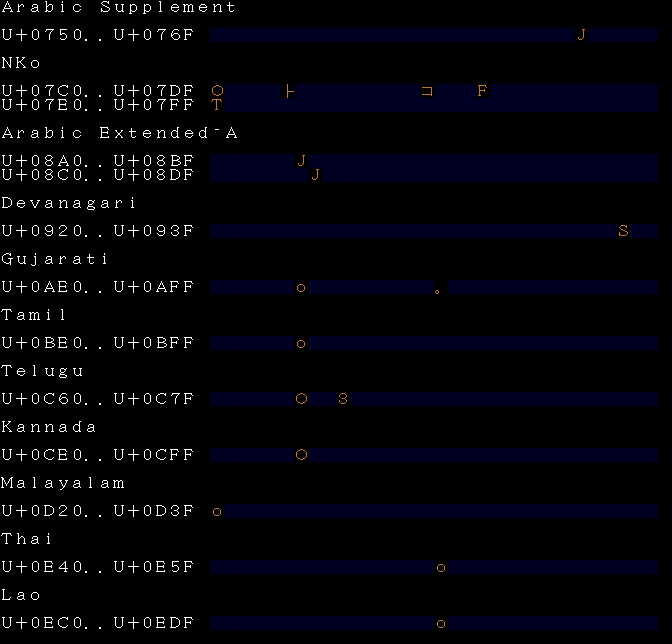 Arabic Supplement
U+0750.. U+076F J
NKo
U+07C0.. U+07DF O ト コ F
U+07E0.. U+07FF T
Arabic Extended-A
U+08A0.. U+08BF J
U+08C0.. U+08DF J
Devanagari
U+0920.. U+093F S
Gujarati
U+0AE0.. U+0AFF o 。
Tamil
U+0BE0.. U+0BFF o
Telugu
U+0C60.. U+0C7F O 3
Kannada
U+0CE0.. U+0CFF O
Malayalam
U+0D20.. U+0D3F o
Thai
U+0E40.. U+0E5F o
Lao
U+0EC0.. U+0EDF o